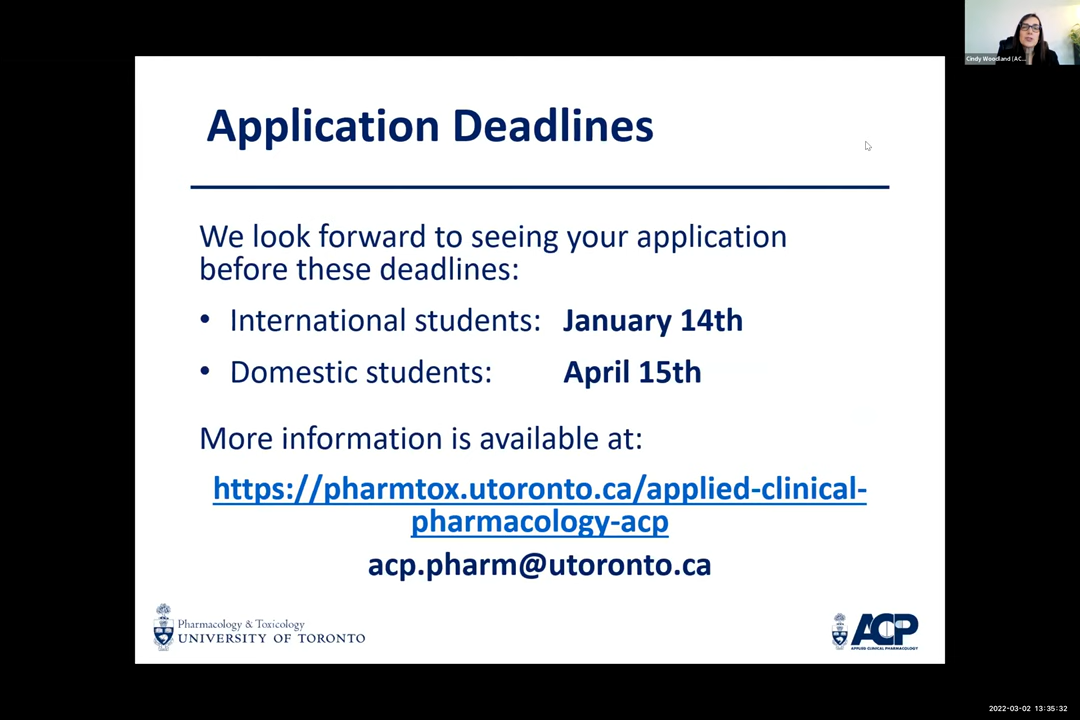 Cindy Woodland (AC...
Application Deadlines
We look forward to seeing your application
before these deadlines:
• International students: January 14th
• Domestic students: April 15th
More information is available at:
https://pharmtox.utoronto.ca/applied-clinical-
pharmacology-acp
acp.pharm@utoronto.ca
Pharmacology & Toxicology
UNIVERSITY OF TORONTO
ACP
APPLIED CLINICAL PHARMACOLOGY
2022-03-02 13:35:32